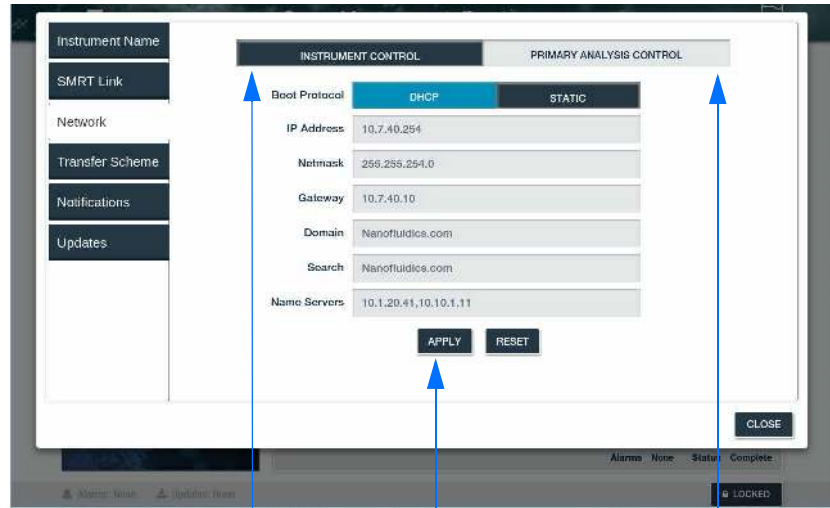 Instrument Name
SMRT Link
Network
Transfer Scheme
Notifications
Updates
INSTRUMENT CONTROL PRIMARY ANALYSIS CONTROL
Boot Protocol DHCP STATIC
IP Address 10.7.40.254
Netmask 255.255.254.0
Gateway 10.7.40.10
Domain Nanofluidics.com
Search Nanofluidics.com
Name Servers 10.1.20.41,10.10.1.11
APPLY RESET
CLOSE
Alarms None Status Complete
Alarms: None Updates: None
LOCKED